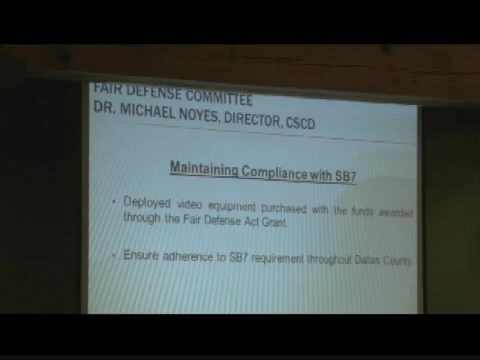 FAIR DEFENSE COMMITTEE
DR. MICHAEL NOYES, DIRECTOR, CSCD
Maintaining Compliance with SB7
• Deployed video equipment purchased with the funds awarded
through the Fair Defense Act Grant.
• Ensure adherence to SB7 requirement throughout Dallas County